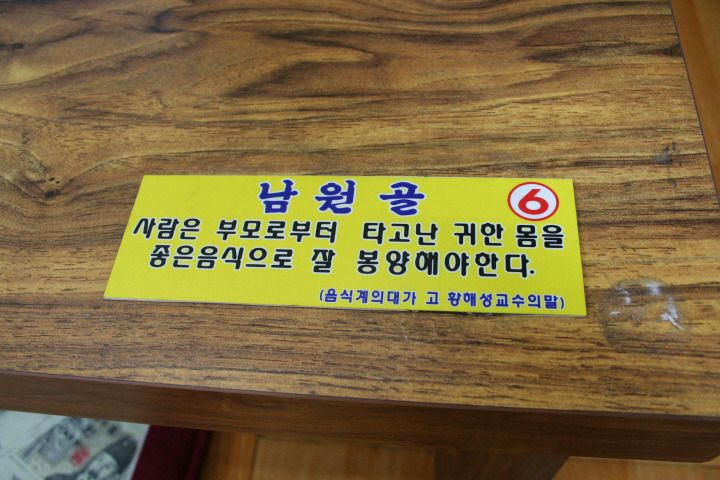 남원골 6
사람은 부모로부터 타고난 귀한 몸을
좋은음식으로 잘 봉양해야한다.
(음식계의대가 고 황해성교수의말)